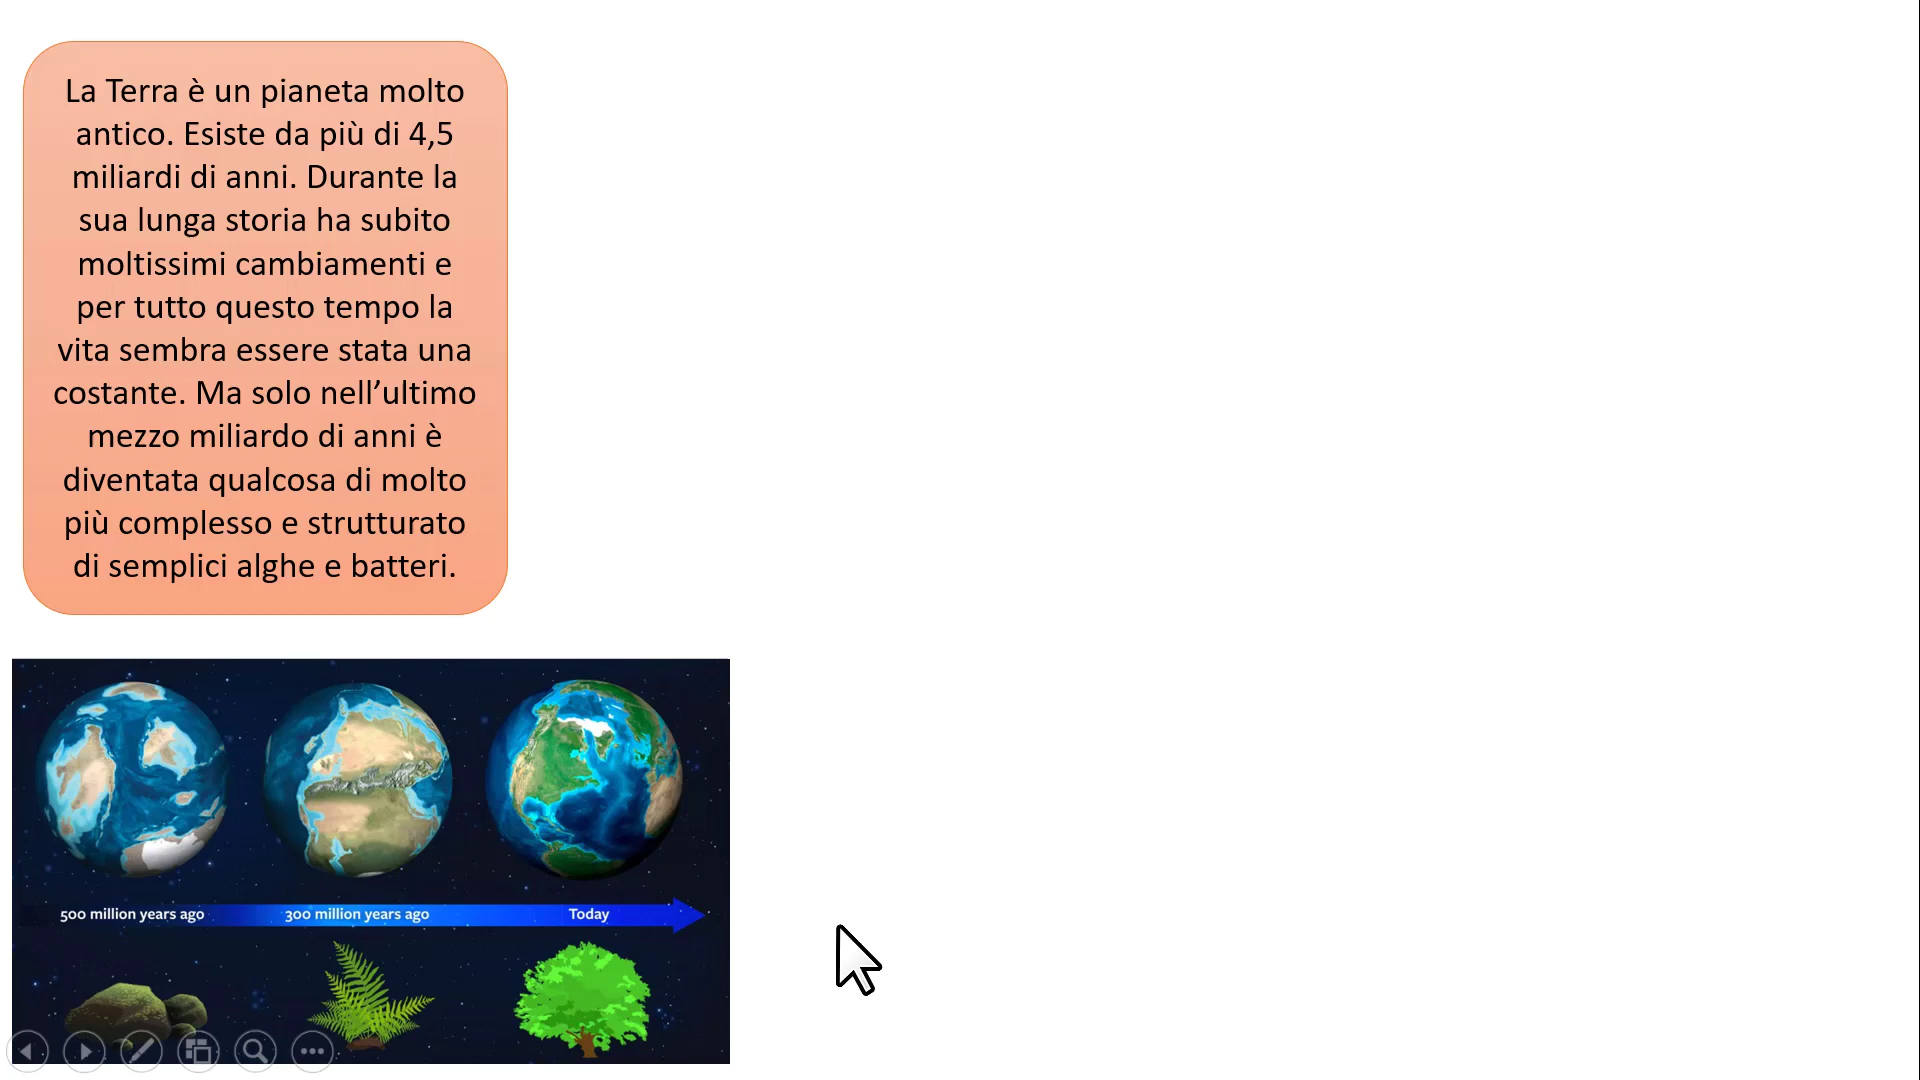 La Terra è un pianeta molto
antico. Esiste da più di 4,5
miliardi di anni. Durante la
sua lunga storia ha subito
moltissimi cambiamenti e
per tutto questo tempo la
vita sembra essere stata una
costante. Ma solo nell’ultimo
mezzo miliardo di anni è
diventata qualcosa di molto
più complesso e strutturato
di semplici alghe e batteri.
500 million years ago
300 million years ago
Today